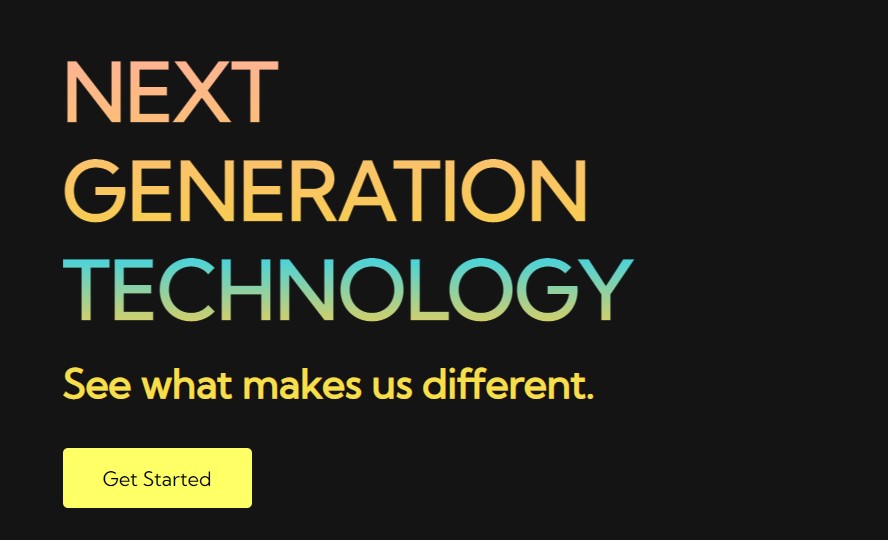 NEXT
GENERATION
TECHNOLOGY
See what makes us different.
Get Started